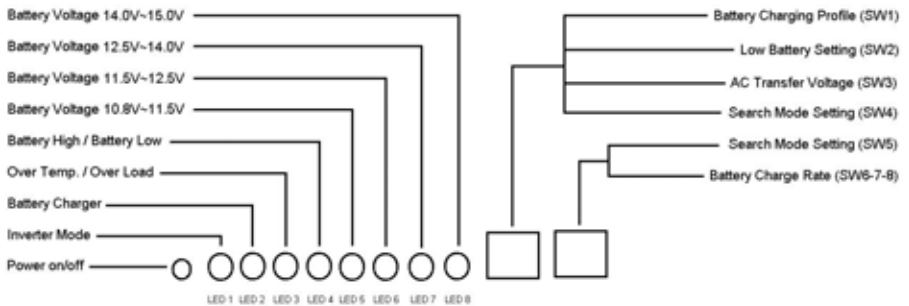 Battery Voltage 14.0V~15.0V
Battery Voltage 12.5V~14.0V
Battery Voltage 11.5V~12.5V
Battery Voltage 10.8V~11.5V
Battery High / Battery Low
Over Temp. / Over Load
Battery Charger
Inverter Mode
Power on/off
LED 1 LED 2 LED 3 LED 4 LED 5 LED 6 LED 7 LED 8
Battery Charging Profile (SW1)
Low Battery Setting (SW2)
AC Transfer Voltage (SW3)
Search Mode Setting (SW4)
Search Mode Setting (SW5)
Battery Charge Rate (SW6-7-8)